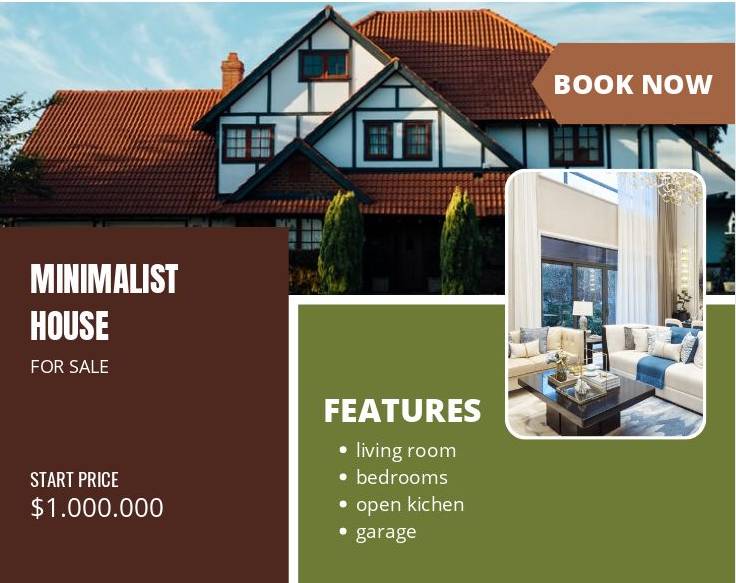 BOOK NOW
MINIMALIST
HOUSE
FOR SALE
START PRICE
$1.000.000
FEATURES
living room
bedrooms
open kichen
garage